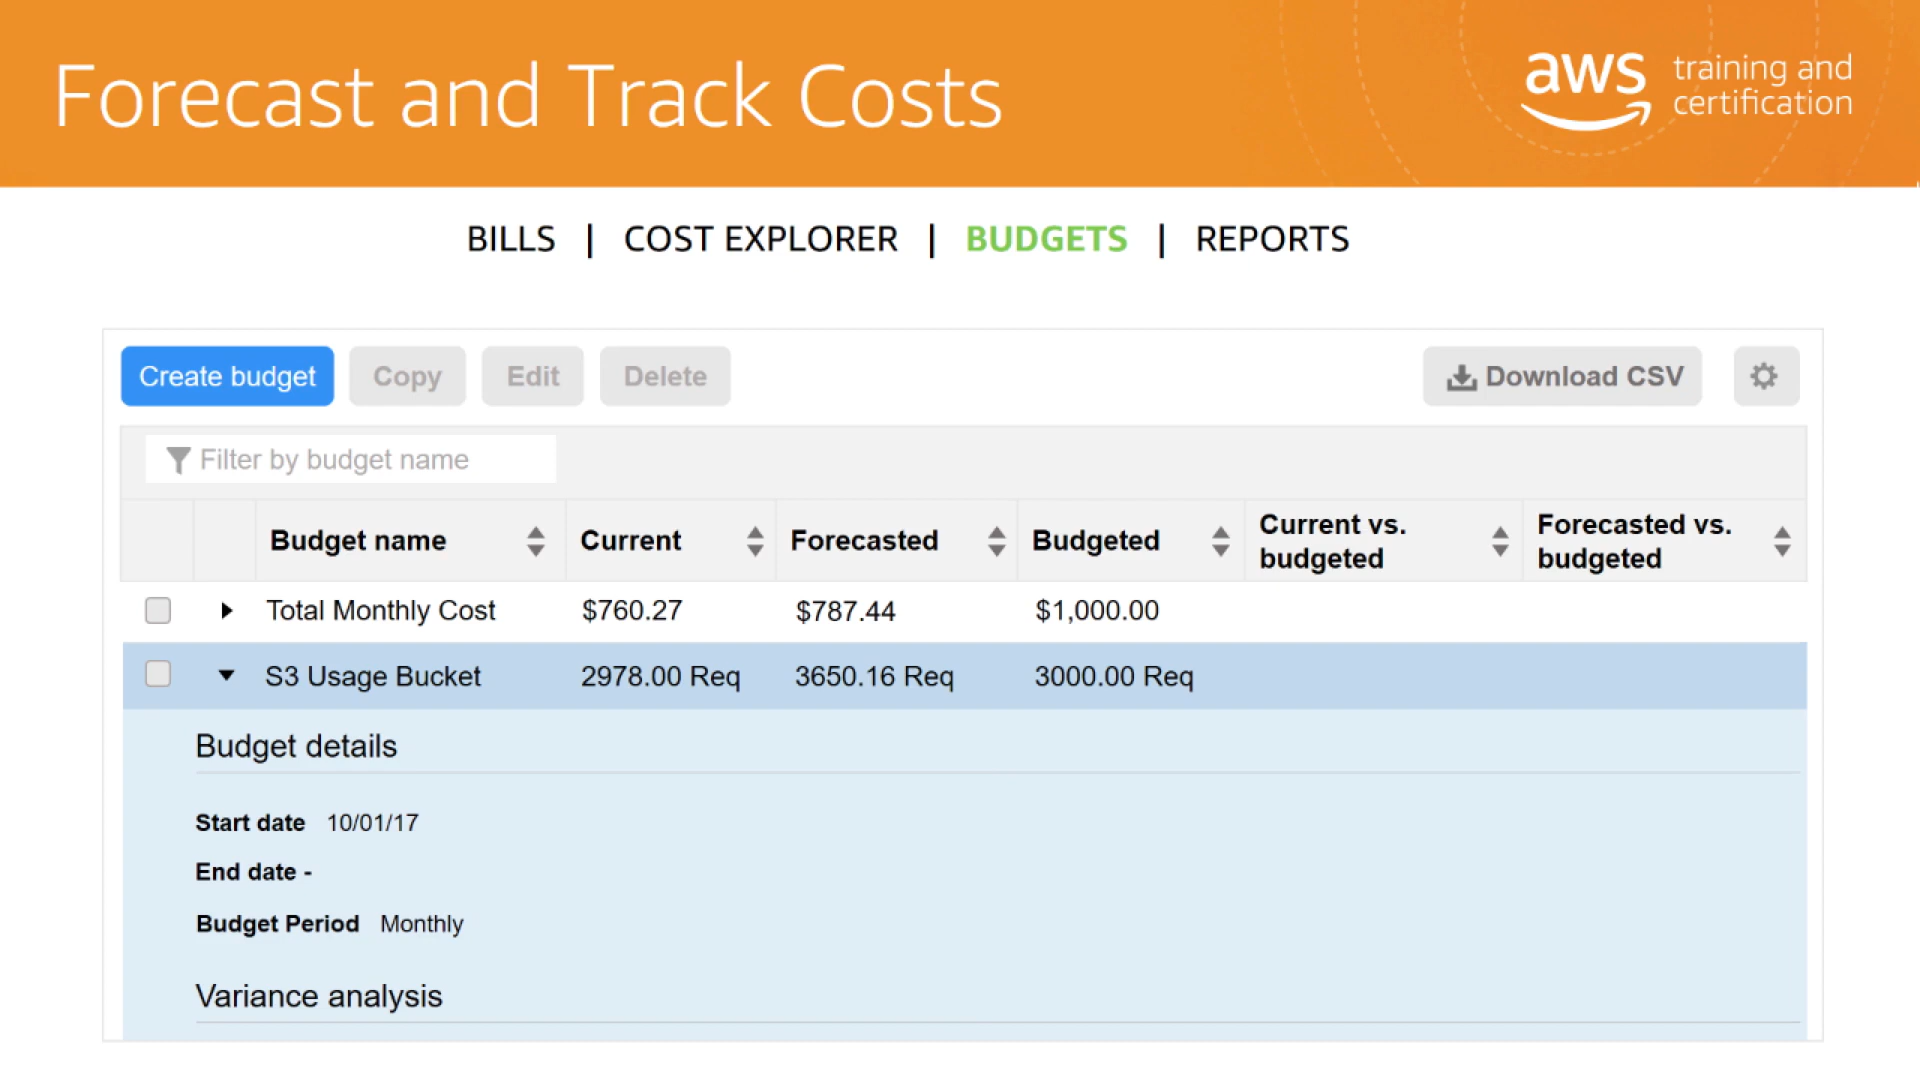 Forecast and Track Costs
aws training and certification
BILLS | COST EXPLORER | BUDGETS | REPORTS
Create budget Copy Edit Delete Download CSV
Filter by budget name
Budget name Current Forecasted Budgeted Current vs. budgeted Forecasted vs. budgeted
Total Monthly Cost $760.27 $787.44 $1,000.00
S3 Usage Bucket 2978.00 Req 3650.16 Req 3000.00 Req
Budget details
Start date 10/01/17
End date -
Budget Period Monthly
Variance analysis